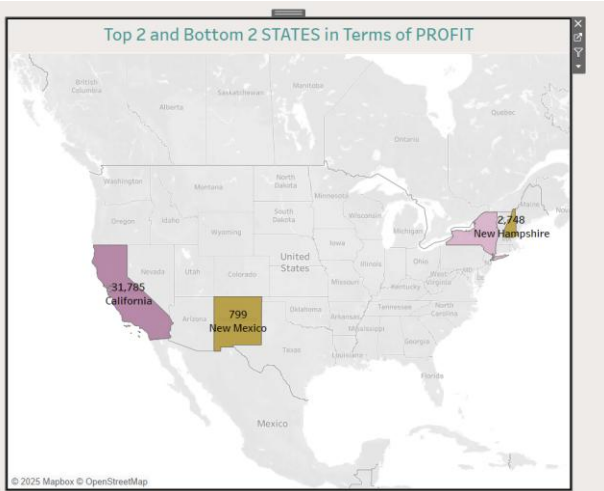 Top 2 and Bottom 2 STATES in Terms of PROFIT
British
Columbia
Alberta
Saskatchewan
Manitoba
Ontario
Quebec
Washington
Montana
North
Dakota
Minnesota
Maine
Oregon
Idaho
Wyoming
South
Dakota
Wisconsin
Michigan
2,748
New Hampshire
Nevada
Utah
Colorado
United
States
Iowa
Illinois
Ohio
Missouri
West
Virginia
Kentucky
31,785
California
Arizona
799
New Mexico
Oklahoma
Arkansas
Tennessee
North
Carolina
Mississippi
Texas
Louisiana
Georgia
Florida
Mexico
© 2025 Mapbox © OpenStreetMap